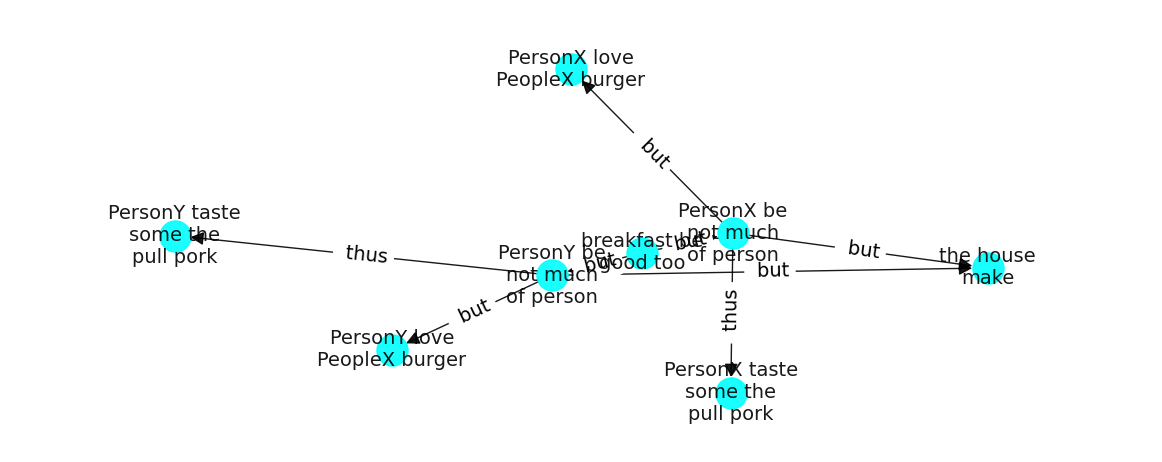 PersonX love
PeopleX burger
but
PersonY taste
some the
pull pork
thus
PersonX be
not much
of person
breakfast be
good too
but
but
PersonY be
not much
of person
but
the house
make
but
but
PersonY love
PeopleX burger
thus
PersonX taste
some the
pull pork